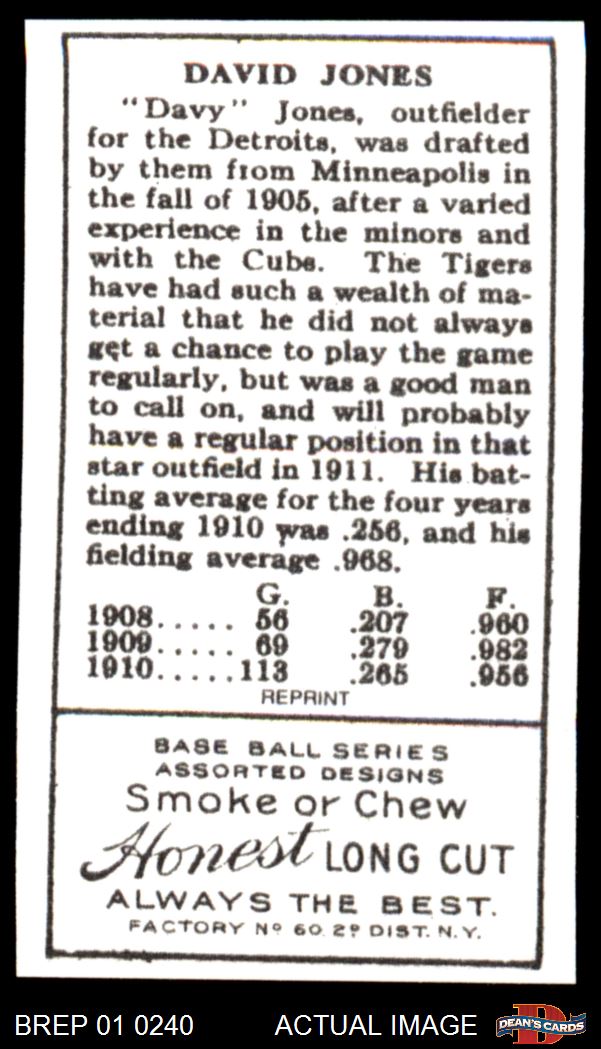 DAVID JONES
"Davy" Jones, outfielder
for the Detroits, was drafted
by them from Minneapolis in
the fall of 1905, after a varied
experience in the minors and
with the Cubs. The Tigers
have had such a wealth of ma-
terial that he did not always
get a chance to play the game
regularly, but was a good man
to call on, and will probably
have a regular position in that
star outfield in 1911. His bat-
ting average for the four years
ending 1910 was .256, and his
fielding average .968.
G. B. F.
1908..... 56 .207 .960
1909..... 69 .279 .982
1910.....113 .265 .956
REPRINT
BASE BALL SERIES
ASSORTED DESIGNS
Smoke or Chew
Honest LONG CUT
ALWAYS THE BEST.
FACTORY Nº 60. 2ᴰ DIST. N.Y.
BREP 01 0240 ACTUAL IMAGE
DEAN'S CARDS